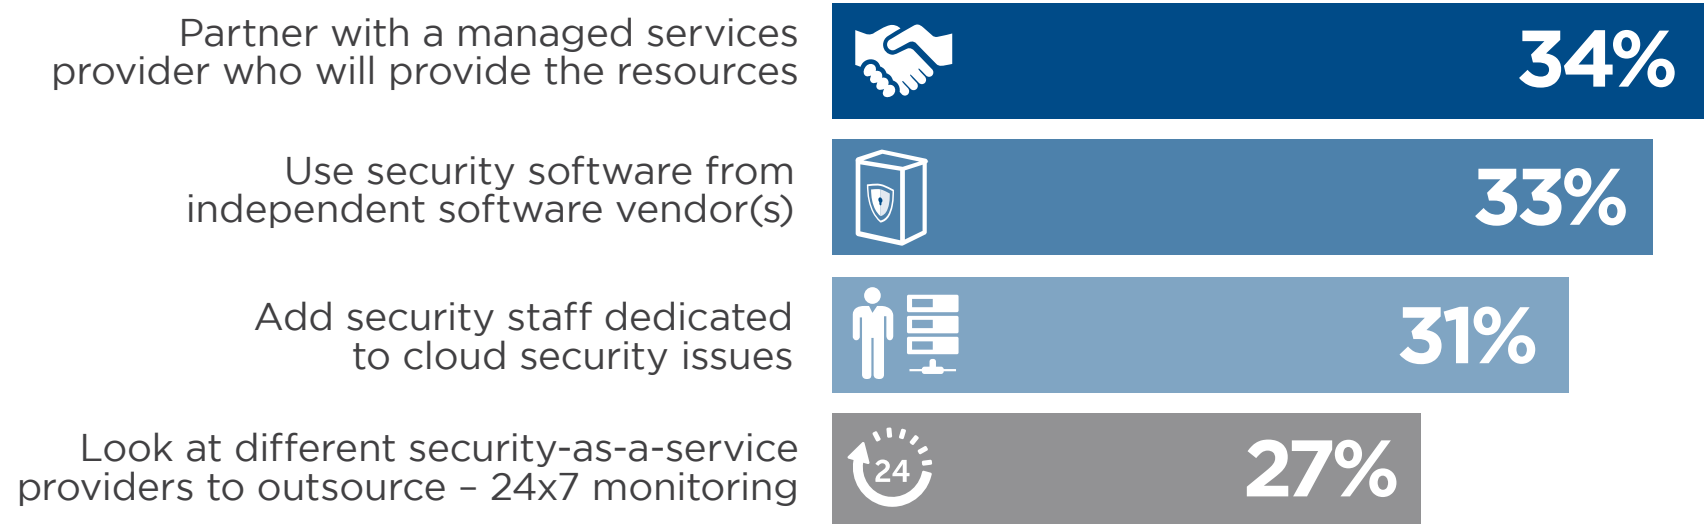 Partner with a managed services
provider who will provide the resources
34%
Use security software from
independent software vendor(s)
33%
Add security staff dedicated
to cloud security issues
31%
Look at different security-as-a-service
providers to outsource – 24x7 monitoring
24
27%